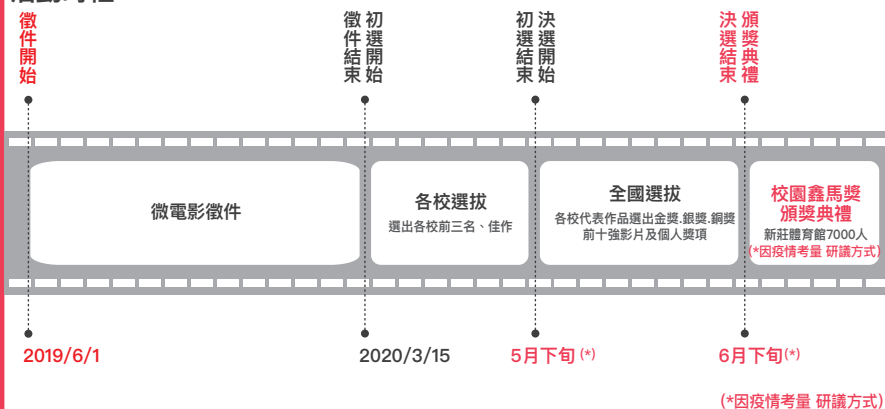 徵件開始
初選開始
徵件結束
決選開始
初選結束
頒獎典禮
決選結束
微電影徵件
各校選拔
選出各校前三名、佳作
全國選拔
各校代表作品選出金獎.銀獎.銅獎
前十強影片及個人獎項
校園鑫馬獎
頒獎典禮
新莊體育館7000人
(*因疫情考量 研議方式)
2019/6/1
2020/3/15
5月下旬 (*)
6月下旬(*)
(*因疫情考量 研議方式)